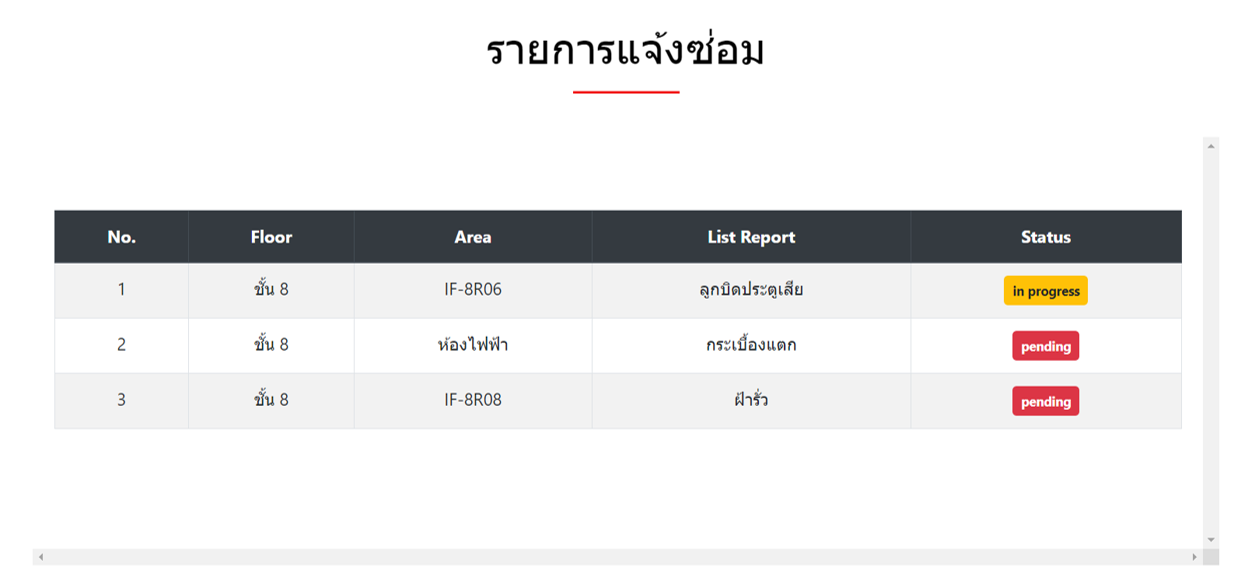 รายการแจ้งซ่อม
No. Floor Area List Report Status
1 ชั้น 8 IF-8R06 ลูกบิดประตูเสีย in progress
2 ชั้น 8 ห้องไฟฟ้า กระเบื้องแตก pending
3 ชั้น 8 IF-8R08 ฝ้ารั่ว pending